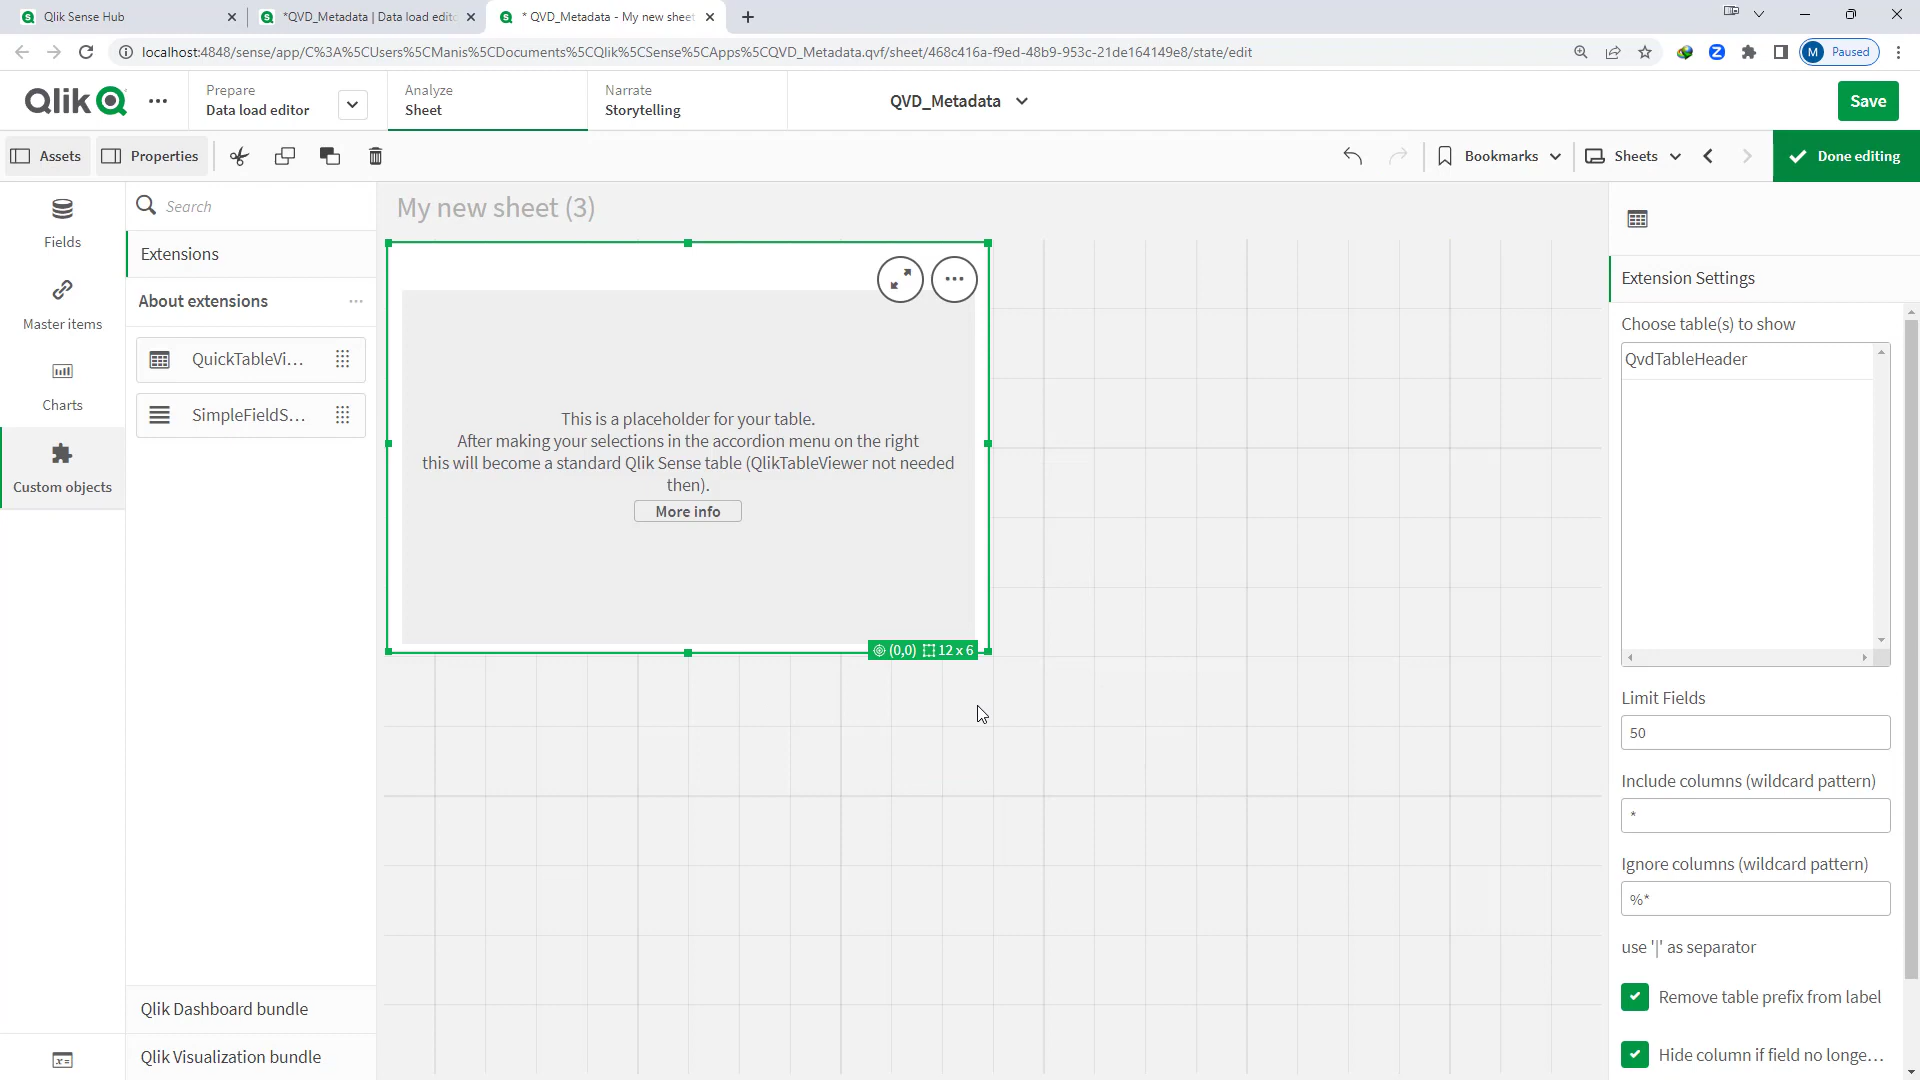 Qlik Sense Hub
*QVD_Metadata | Data load edito
* QVD_Metadata - My new sheet
localhost:4848/sense/app/C%3A%5CUsers%5CManis%5CDocuments%5CQlik%5CSense%5CApps%5CQVD_Metadata.qvf/sheet/468c416a-f9ed-48b9-953c-21de164149e8/state/edit
M Paused
Qlik
Prepare
Data load editor
Analyze
Sheet
Narrate
Storytelling
QVD_Metadata
Save
Assets
Properties
Bookmarks
Sheets
Done editing
Fields
Master items
Charts
Custom objects
Search
Extensions
About extensions
QuickTableVi...
SimpleFieldS...
Qlik Dashboard bundle
Qlik Visualization bundle
My new sheet (3)
This is a placeholder for your table.
After making your selections in the accordion menu on the right
this will become a standard Qlik Sense table (QlikTableViewer not needed
then).
More info
(0,0) 12 x 6
Extension Settings
Choose table(s) to show
QvdTableHeader
Limit Fields
50
Include columns (wildcard pattern)
*
Ignore columns (wildcard pattern)
%*
use '|' as separator
Remove table prefix from label
Hide column if field no longe...